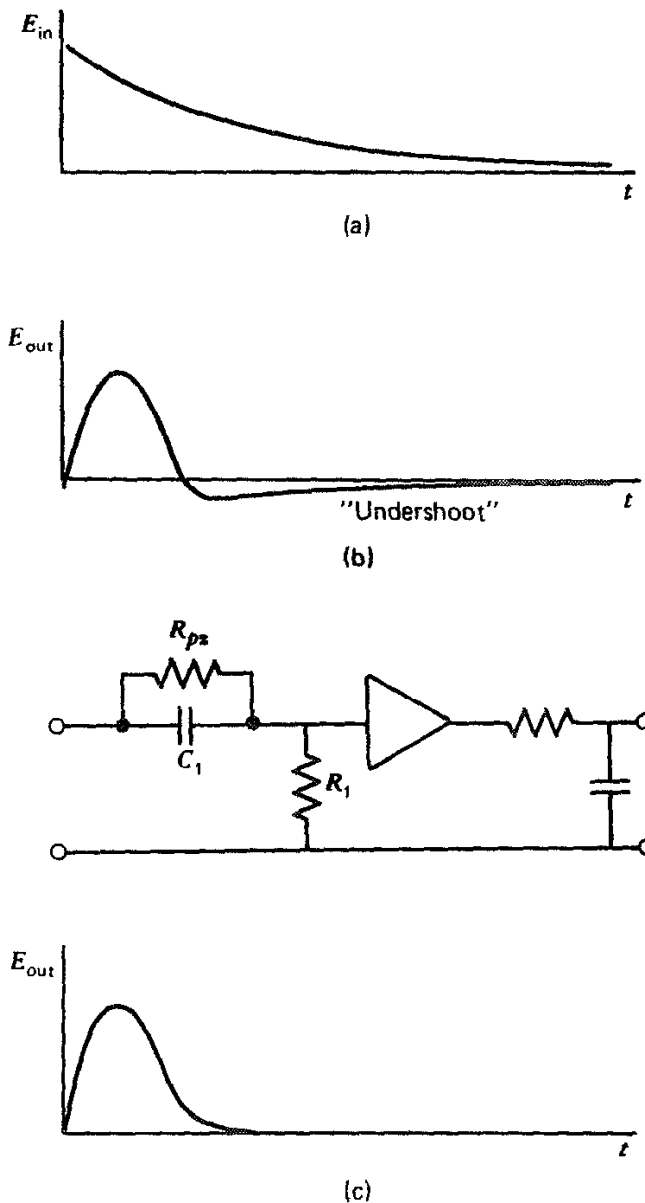 E_in
t
(a)
E_out
"Undershoot"
t
(b)
R_pz
C_1
R_1
E_out
t
(c)